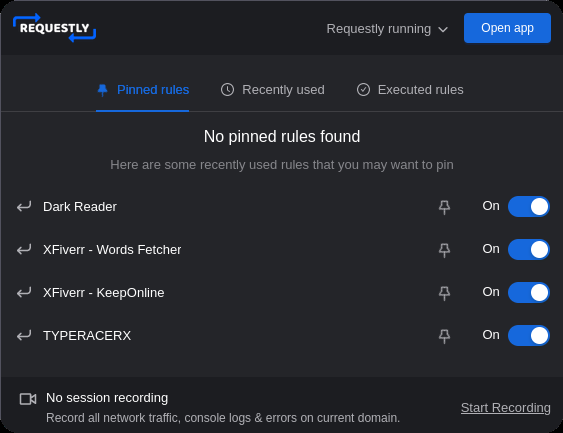 REQUESTLY
Requestly running
Open app
Pinned rules
Recently used
Executed rules
No pinned rules found
Here are some recently used rules that you may want to pin
Dark Reader
On
XFiverr - Words Fetcher
On
XFiverr - KeepOnline
On
TYPERACERX
On
No session recording
Record all network traffic, console logs & errors on current domain.
Start Recording